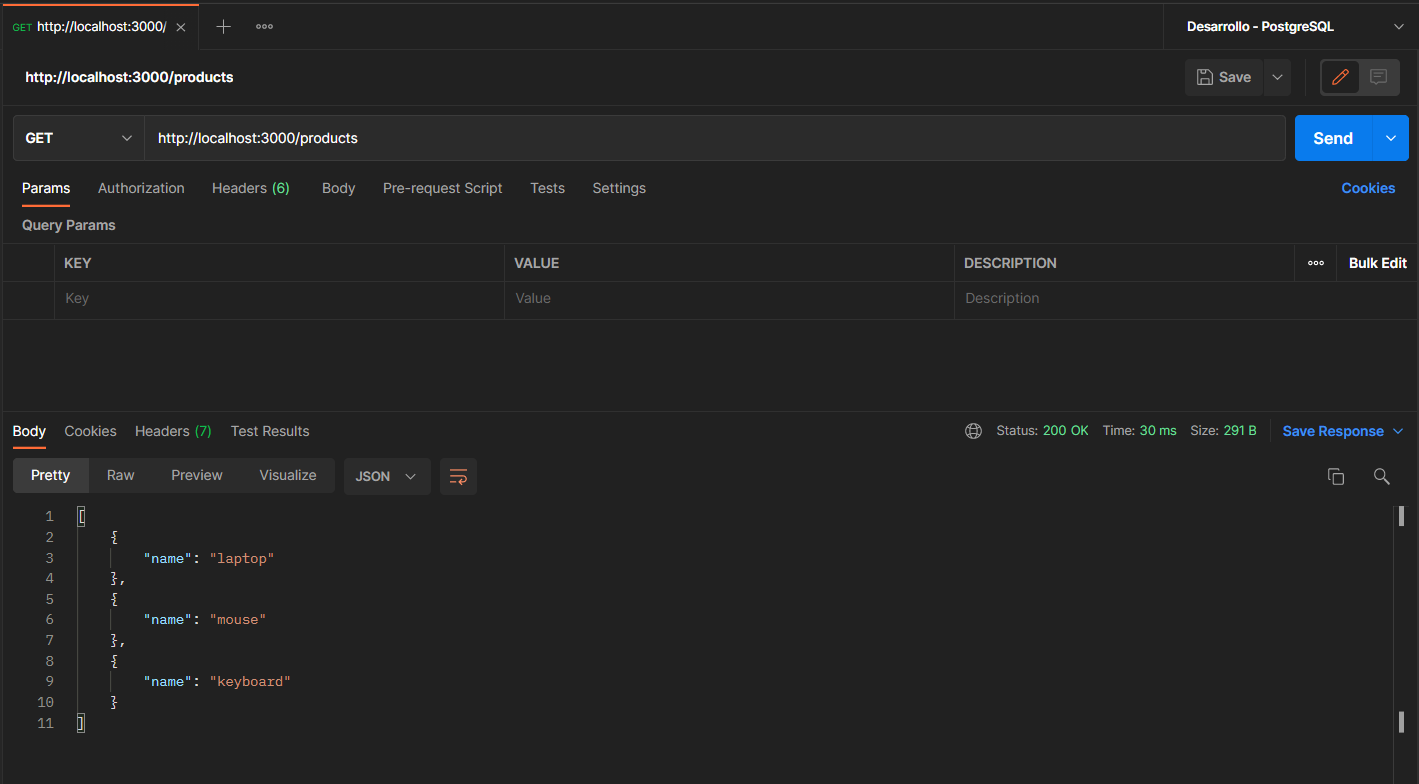 GET http://localhost:3000/ Desarrollo - PostgreSQL
http://localhost:3000/products Save
GET http://localhost:3000/products Send
Params Authorization Headers (6) Body Pre-request Script Tests Settings Cookies
Query Params
KEY VALUE DESCRIPTION Bulk Edit
Key Value Description
Body Cookies Headers (7) Test Results Status: 200 OK Time: 30 ms Size: 291 B Save Response
Pretty Raw Preview Visualize JSON
1 [
2 {
3 "name": "laptop"
4 },
5 {
6 "name": "mouse"
7 },
8 {
9 "name": "keyboard"
10 }
11 ]